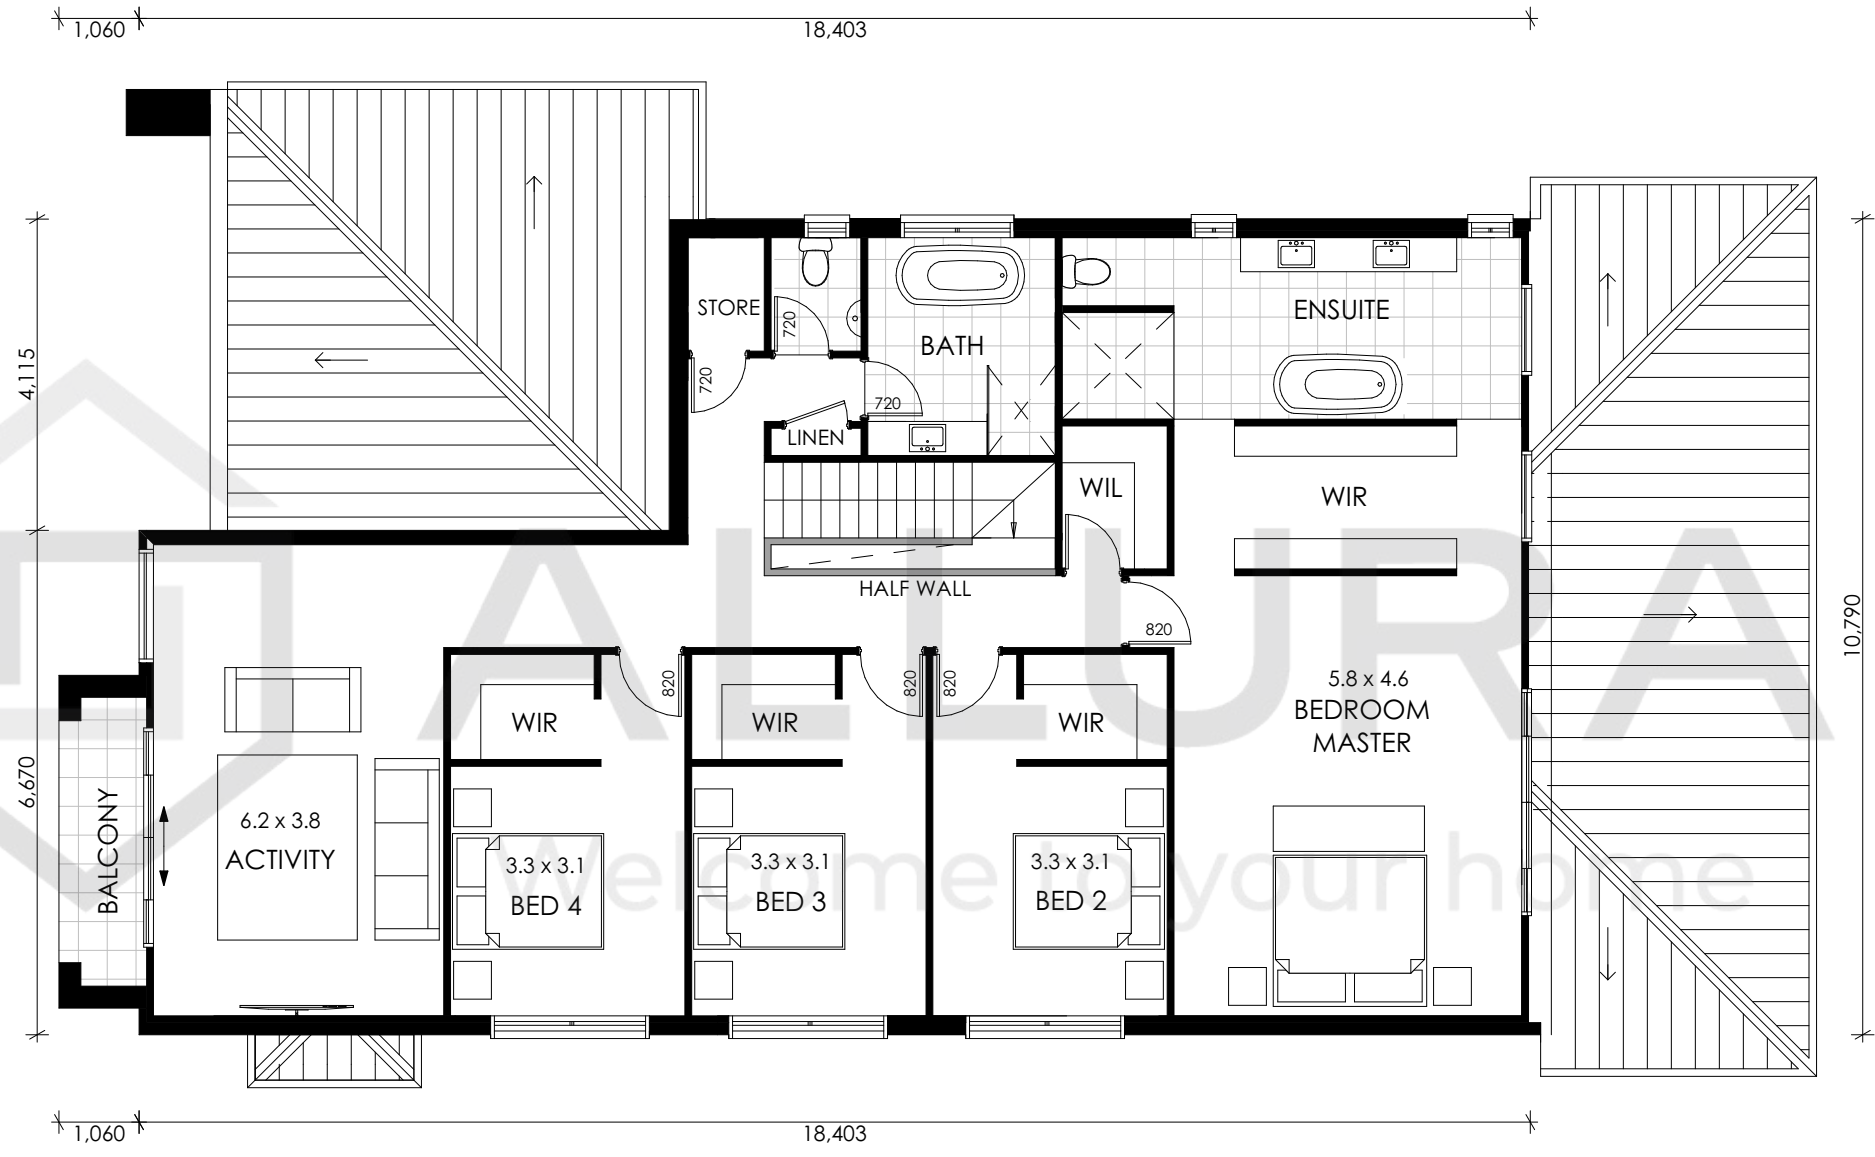 1,060
18,403
4,115
6,670
10,790
STORE
720
720
BATH
720
LINEN
ENSUITE
WIL
WIR
HALF WALL
820
820
820
820
WIR
WIR
WIR
5.8 x 4.6
BEDROOM
MASTER
BALCONY
6.2 x 3.8
ACTIVITY
3.3 x 3.1
BED 4
3.3 x 3.1
BED 3
3.3 x 3.1
BED 2
ALLURA
Welcome to your home
1,060
18,403